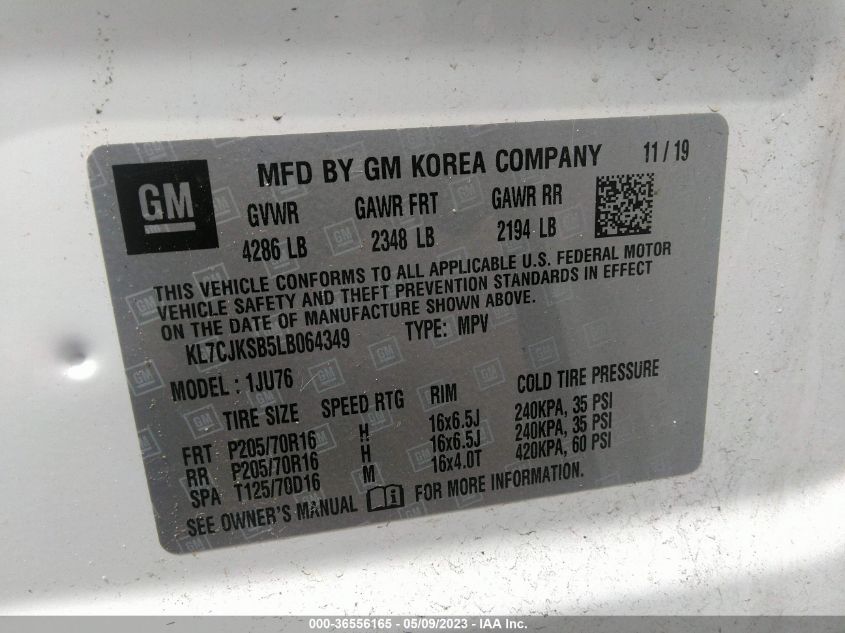 GM
MFD BY GM KOREA COMPANY 11 / 19
GVWR GAWR FRT GAWR RR
4286 LB 2348 LB 2194 LB
THIS VEHICLE CONFORMS TO ALL APPLICABLE U.S. FEDERAL MOTOR
VEHICLE SAFETY AND THEFT PREVENTION STANDARDS IN EFFECT
ON THE DATE OF MANUFACTURE SHOWN ABOVE.
KL7CJKSB5LB064349 TYPE: MPV
MODEL : 1JU76
TIRE SIZE SPEED RTG RIM COLD TIRE PRESSURE
FRT P205/70R16 H 16x6.5J 240KPA, 35 PSI
RR P205/70R16 H 16x6.5J 240KPA, 35 PSI
SPA T125/70D16 M 16x4.0T 420KPA, 60 PSI
SEE OWNER'S MANUAL FOR MORE INFORMATION.
000-36556165 - 05/09/2023 - IAA Inc.